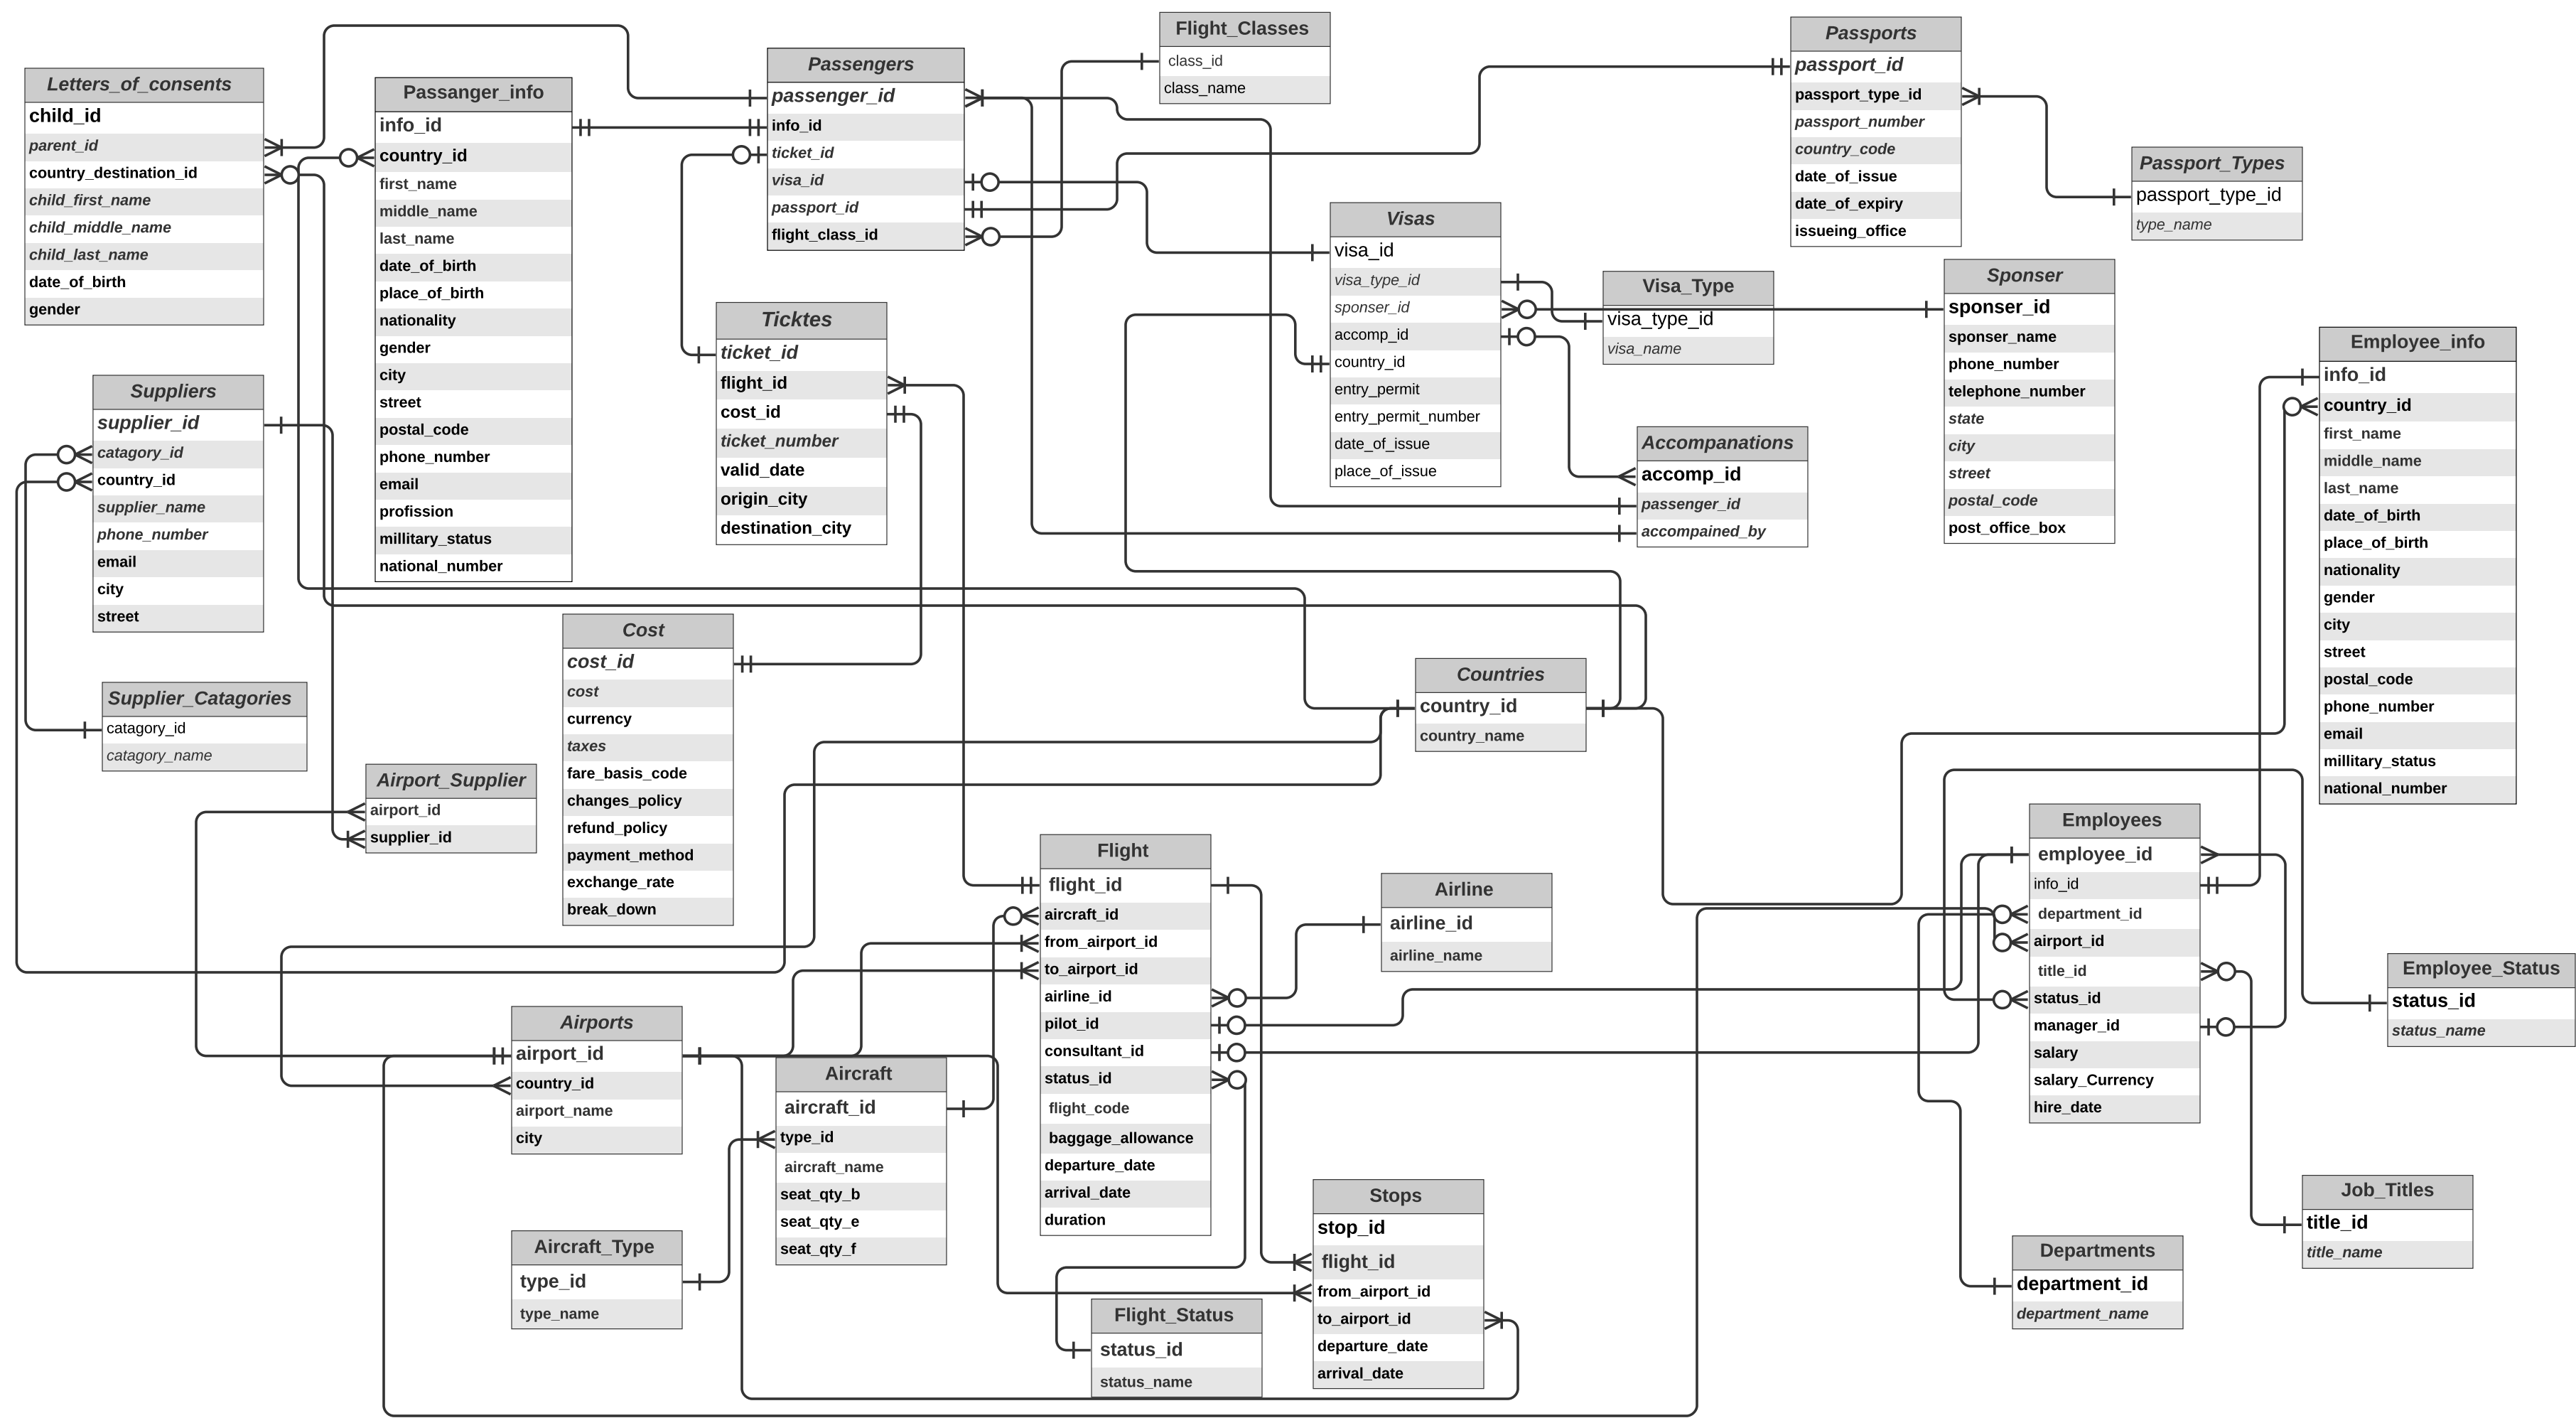 Letters_of_consents
child_id
parent_id
country_destination_id
child_first_name
child_middle_name
child_last_name
date_of_birth
gender
Passanger_info
info_id
country_id
first_name
middle_name
last_name
date_of_birth
place_of_birth
nationality
gender
city
street
postal_code
phone_number
email
profission
millitary_status
national_number
Passengers
passenger_id
info_id
ticket_id
visa_id
passport_id
flight_class_id
Flight_Classes
class_id
class_name
Passports
passport_id
passport_type_id
passport_number
country_code
date_of_issue
date_of_expiry
issueing_office
Passport_Types
passport_type_id
type_name
Visas
visa_id
visa_type_id
sponser_id
accomp_id
country_id
entry_permit
entry_permit_number
date_of_issue
place_of_issue
Visa_Type
visa_type_id
visa_name
Sponser
sponser_id
sponser_name
phone_number
telephone_number
state
city
street
postal_code
post_office_box
Employee_info
info_id
country_id
first_name
middle_name
last_name
date_of_birth
place_of_birth
nationality
gender
city
street
postal_code
phone_number
email
millitary_status
national_number
Ticktes
ticket_id
flight_id
cost_id
ticket_number
valid_date
origin_city
destination_city
Suppliers
supplier_id
catagory_id
country_id
supplier_name
phone_number
email
city
street
Accompanations
accomp_id
passenger_id
accompained_by
Cost
cost_id
cost
currency
taxes
fare_basis_code
changes_policy
refund_policy
payment_method
exchange_rate
break_down
Supplier_Catagories
catagory_id
catagory_name
Countries
country_id
country_name
Airport_Supplier
airport_id
supplier_id
Flight
flight_id
aircraft_id
from_airport_id
to_airport_id
airline_id
pilot_id
consultant_id
status_id
flight_code
baggage_allowance
departure_date
arrival_date
duration
Airline
airline_id
airline_name
Employees
employee_id
info_id
department_id
airport_id
title_id
status_id
manager_id
salary
salary_Currency
hire_date
Employee_Status
status_id
status_name
Airports
airport_id
country_id
airport_name
city
Aircraft
aircraft_id
type_id
aircraft_name
seat_qty_b
seat_qty_e
seat_qty_f
Aircraft_Type
type_id
type_name
Stops
stop_id
flight_id
from_airport_id
to_airport_id
departure_date
arrival_date
Flight_Status
status_id
status_name
Job_Titles
title_id
title_name
Departments
department_id
department_name